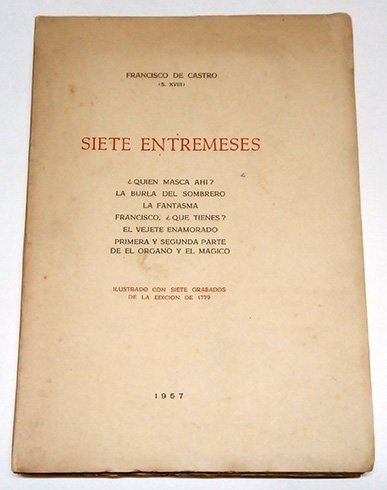 FRANCISCO DE CASTRO
(S. XVIII)
SIETE ENTREMESES
¿QUIEN MASCA AHI?
LA BURLA DEL SOMBRERO
LA FANTASMA
FRANCISCO, ¿QUE TIENES?
EL VEJETE ENAMORADO
PRIMERA Y SEGUNDA PARTE
DE EL ORGANO Y EL MAGICO
ILUSTRADO CON SIETE GRABADOS
DE LA EDICION DE 1779
1957